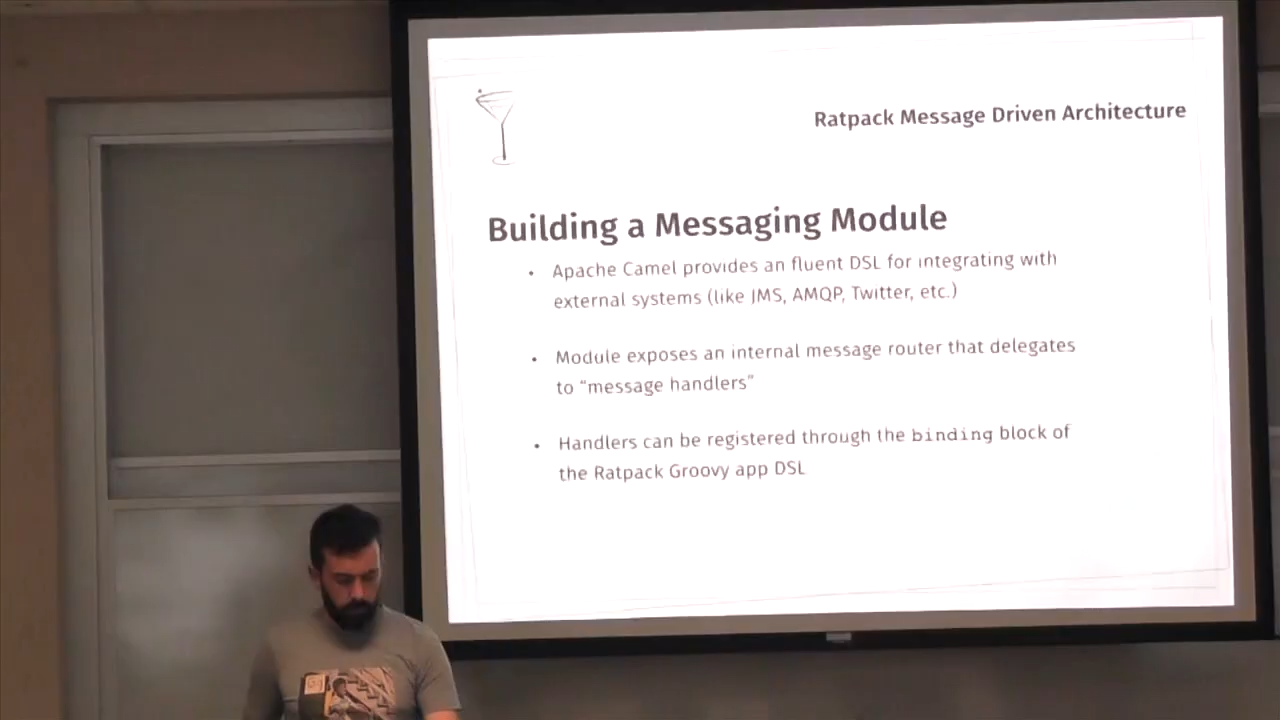 Ratpack Message Driven Architecture
Building a Messaging Module
• Apache Camel provides an fluent DSL for integrating with
external systems (like JMS, AMQP, Twitter, etc.)
• Module exposes an internal message router that delegates
to “message handlers”
• Handlers can be registered through the binding block of
the Ratpack Groovy app DSL